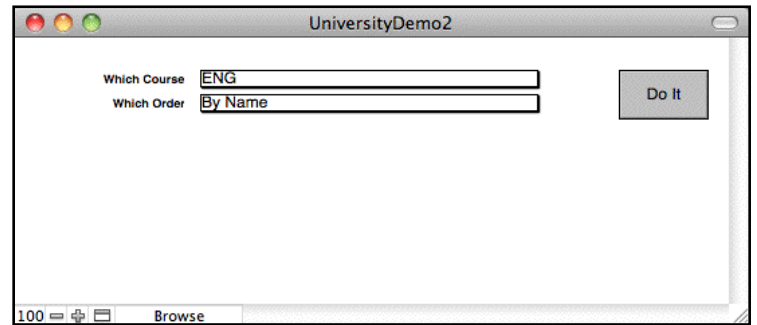 UniversityDemo2
Which Course ENG
Which Order By Name
Do It
100 Browse